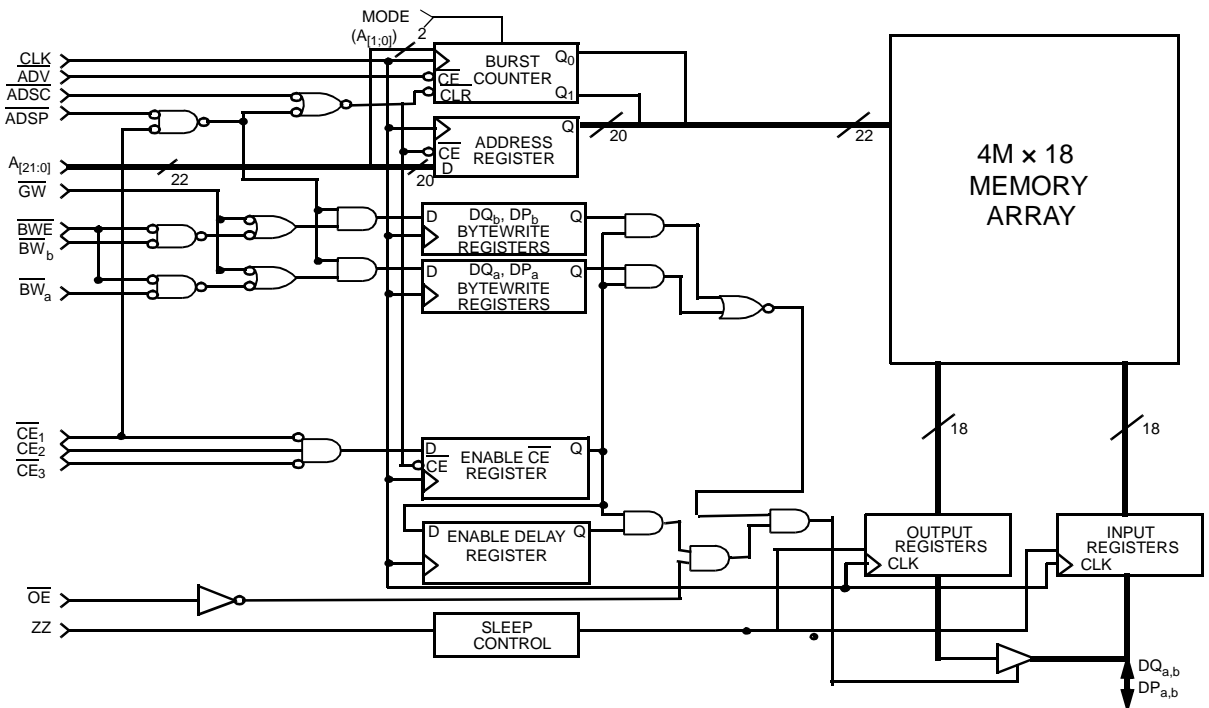 MODE
(A[1;0])
2
CLK
ADV
ADSC
ADSP
BURST
COUNTER
CE
CLR
Q0
Q1
ADDRESS
REGISTER
CE
D
Q
20
22
A[21:0]
22
20
GW
BWE
BWb
BWa
D
DQb, DPb
BYTEWRITE
REGISTERS
Q
D
DQa, DPa
BYTEWRITE
REGISTERS
Q
4M × 18
MEMORY
ARRAY
18
18
CE1
CE2
CE3
D
CE
ENABLE CE
REGISTER
Q
D
ENABLE DELAY
REGISTER
Q
OUTPUT
REGISTERS
CLK
INPUT
REGISTERS
CLK
OE
ZZ
SLEEP
CONTROL
DQa,b
DPa,b